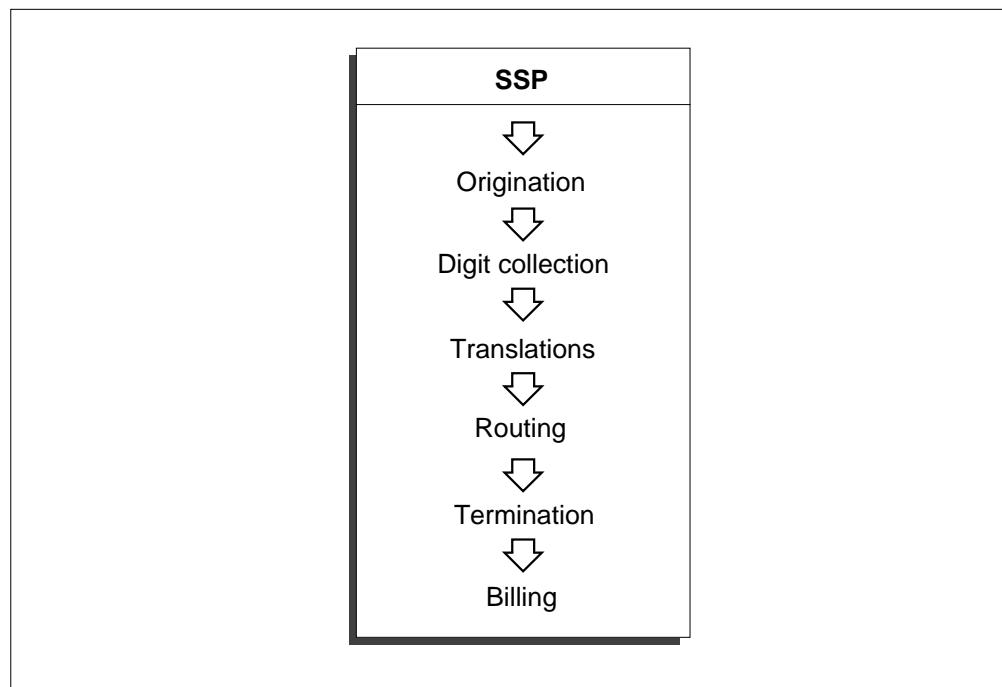 SSP
Origination
Digit collection
Translations
Routing
Termination
Billing